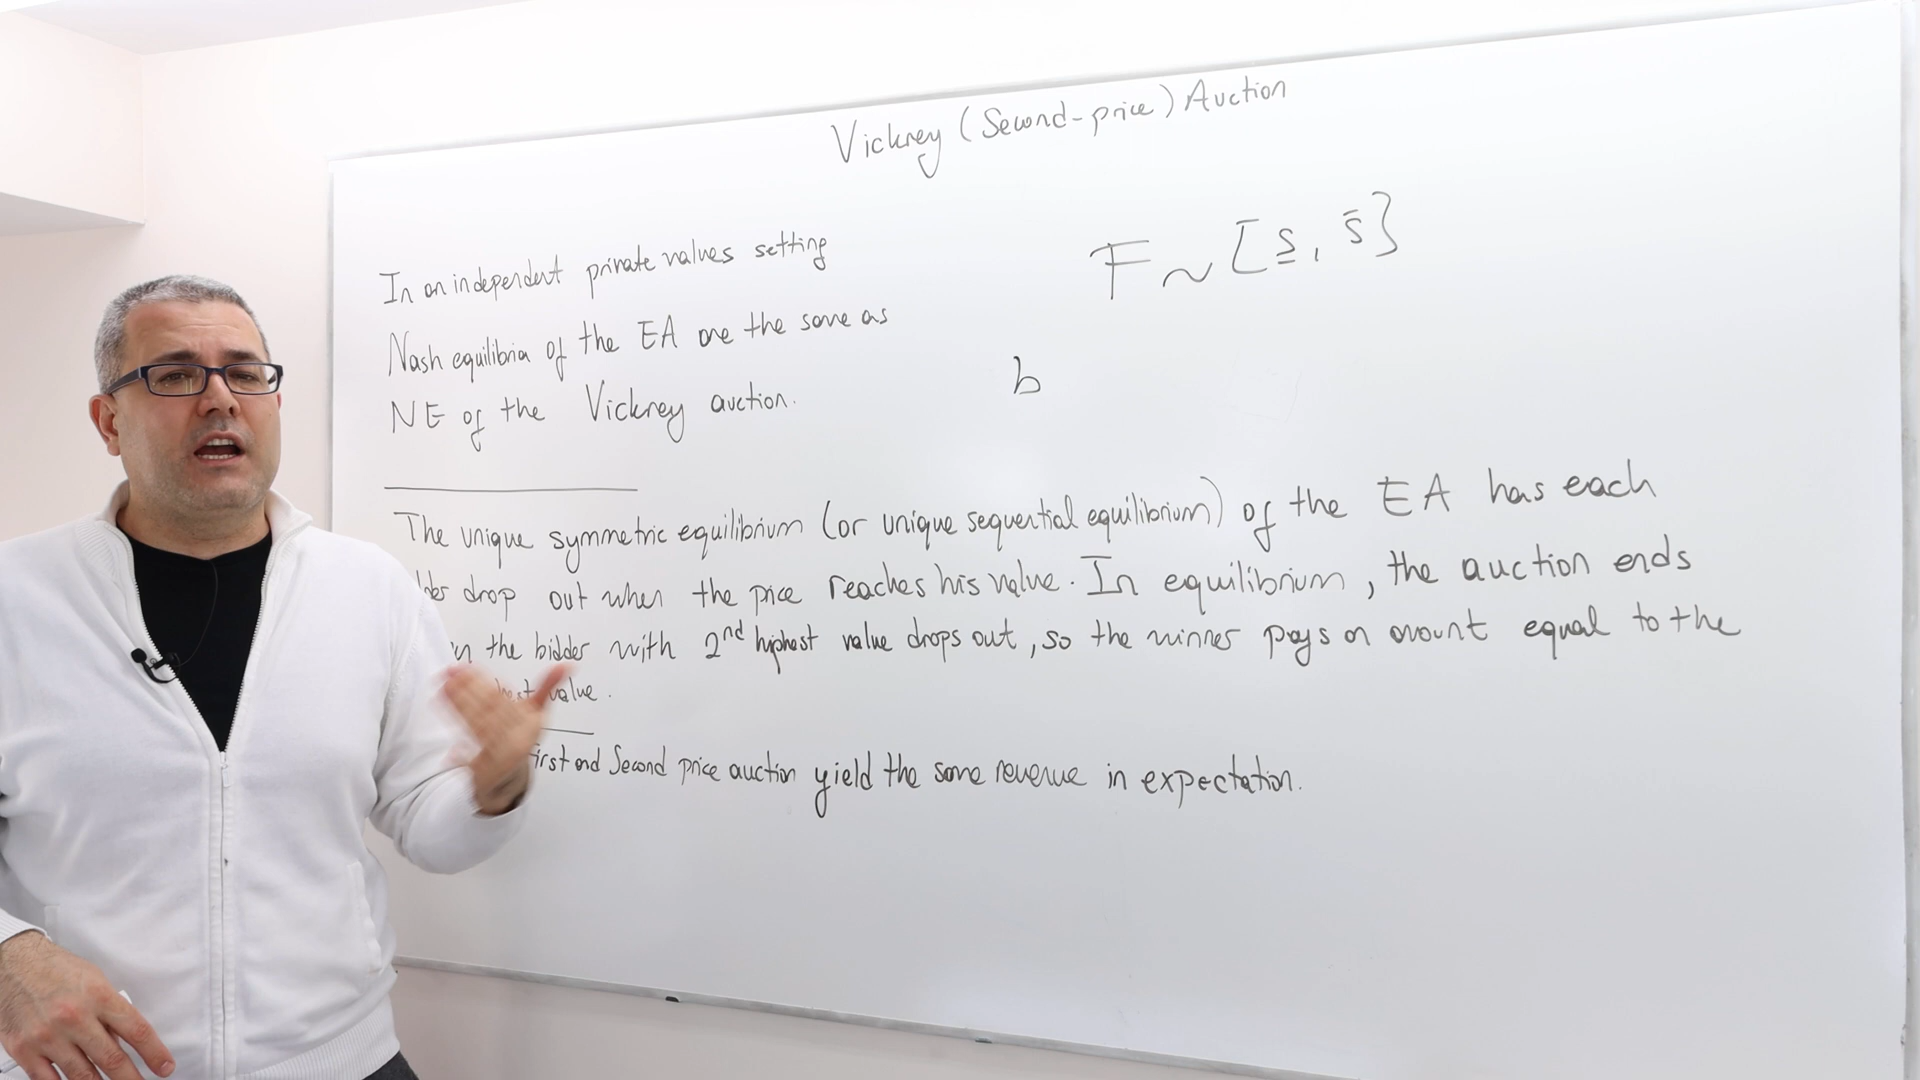 Vickrey (Second-price) Auction
In an independent private values setting
Nash equilibria of the EA are the same as
NE of the Vickrey auction.
F ~ [s̲, s̄]
b
The unique symmetric equilibrium (or unique sequential equilibrium) of the EA has each
drop out when the price reaches his value. In equilibrium, the auction ends
the bidder with 2nd highest value drops out, so the winner pays an amount equal to the
value.
First and Second price auction yield the same revenue in expectation.